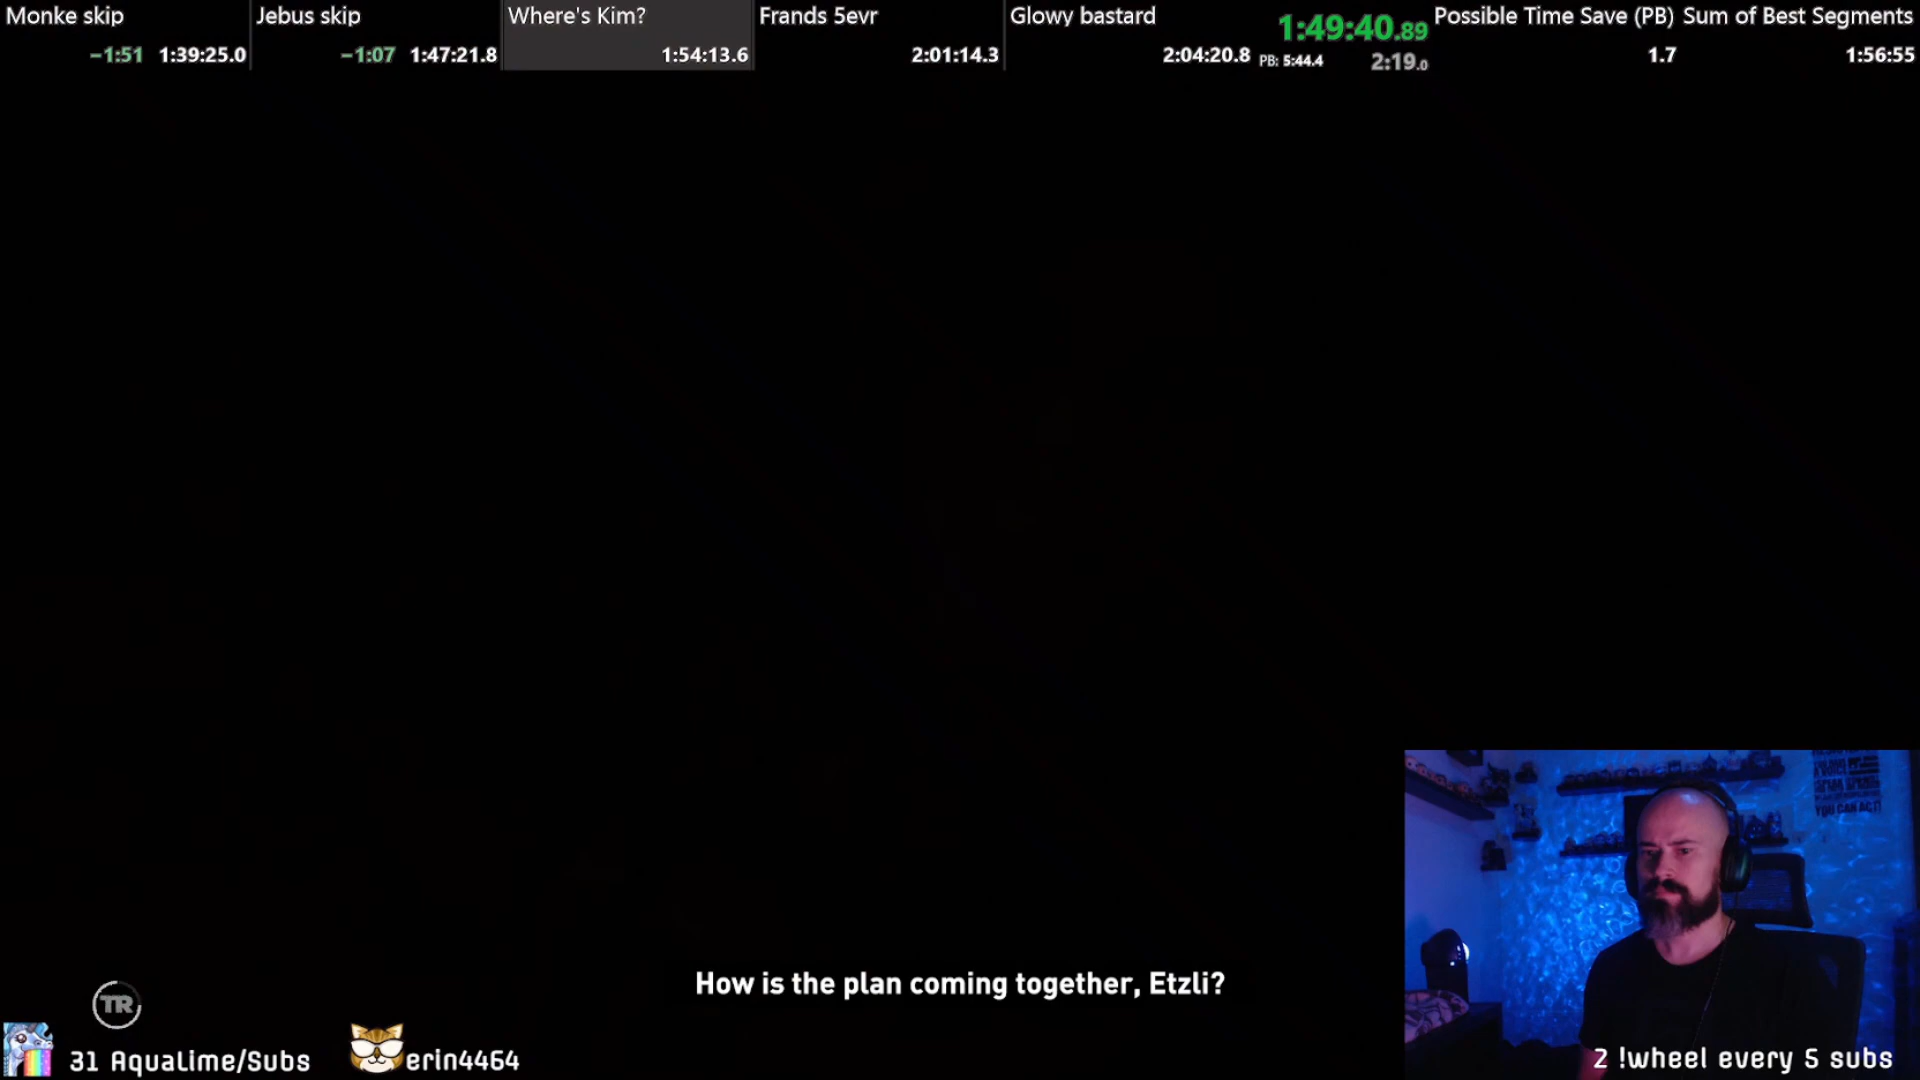 Monke skip
−1:51 1:39:25.0
Jebus skip
−1:07 1:47:21.8
Where's Kim?
1:54:13.6
Frands 5evr
2:01:14.3
Glowy bastard
2:04:20.8
1:49:40.89
PB: 5:44.4 2:19.0
Possible Time Save (PB)
1.7
Sum of Best Segments
1:56:55
YOU CAN ACT!
How is the plan coming together, Etzli?
TR
31 AquaLime/Subs
erin4464
2 !wheel every 5 subs